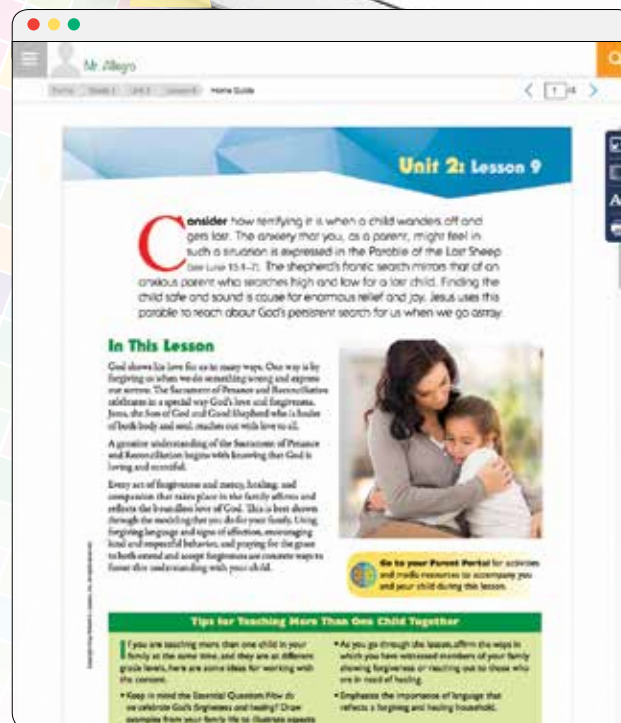 Mr. Allegro
Home Grade 2 Unit 2 Lesson 9 Home Guide
1
Unit 2: Lesson 9
Consider how terrifying it is when a child wanders off and
gets lost. The anxiety that you, as a parent, might feel in
such a situation is expressed in the Parable of the Lost Sheep
(see Luke 15:4–7). The shepherd's frantic search mirrors that of an
anxious parent who searches high and low for a lost child. Finding the
child safe and sound is cause for enormous relief and joy. Jesus uses this
parable to teach about God's persistent search for us when we go astray.
In This Lesson
God shows his love for us in many ways. One way is by
forgiving us when we do something wrong and express
our sorrow. The Sacrament of Penance and Reconciliation
celebrates in a special way God's love and forgiveness.
Jesus, the Son of God and Good Shepherd who is healer
of both body and soul, reaches out with love to all.
A genuine understanding of the Sacrament of Penance
and Reconciliation begins with knowing that God is
loving and merciful.
Every act of forgiveness and mercy, healing, and
compassion that takes place in the family affirms and
reflects the boundless love of God. This is best shown
through the modeling that you do for your family. Using
forgiving language and signs of affection, encouraging
kind and respectful behavior, and praying for the grace
to both extend and accept forgiveness are concrete ways to
foster this understanding with your child.
Go to your Parent Portal for activities
and media resources to accompany you
and your child during this lesson.
Tips for Teaching More Than One Child Together
If you are teaching more than one child in your
family at the same time, and they are at different
grade levels, here are some ideas for working with
the content.
• Keep in mind the Essential Question: How do
we celebrate God's forgiveness and healing? Draw
examples from your family life to illustrate aspects
• As you go through the lesson, affirm the ways in
which you have witnessed members of your family
showing forgiveness or reaching out to those who
are in need of healing.
• Emphasize the importance of language that
reflects a forgiving and healing household.